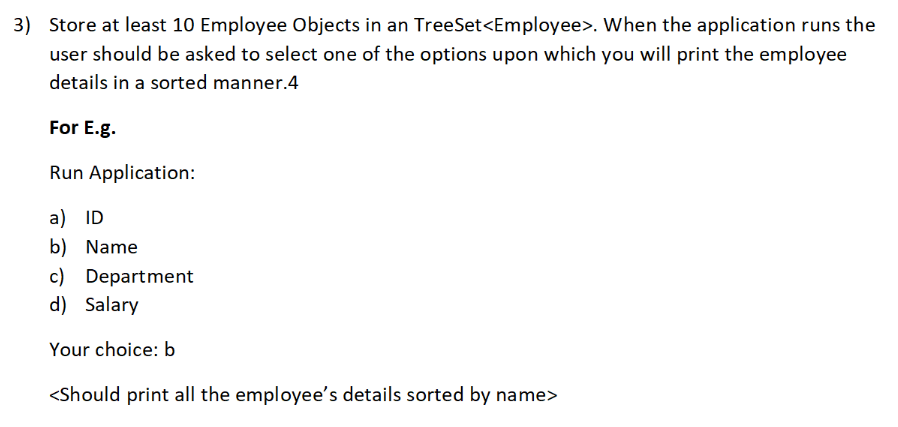 3) Store at least 10 Employee Objects in an TreeSet<Employee>. When the application runs the
user should be asked to select one of the options upon which you will print the employee
details in a sorted manner.4
For E.g.
Run Application:
a) ID
b) Name
c) Department
d) Salary
Your choice: b
<Should print all the employee’s details sorted by name>